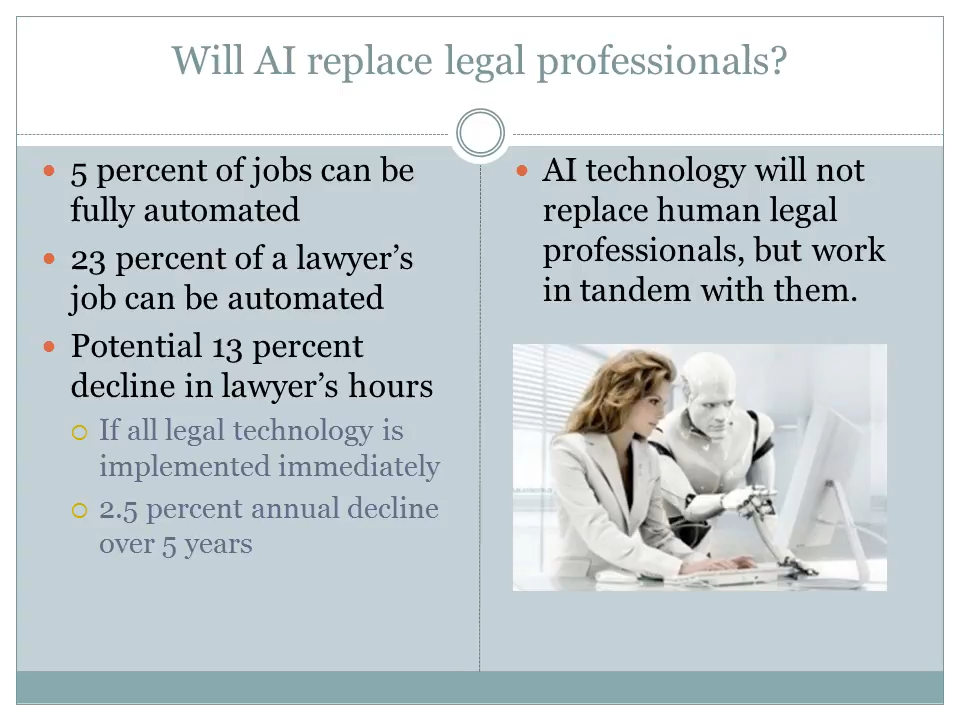 Will AI replace legal professionals?
5 percent of jobs can be
fully automated
23 percent of a lawyer’s
job can be automated
Potential 13 percent
decline in lawyer’s hours
If all legal technology is
implemented immediately
2.5 percent annual decline
over 5 years
AI technology will not
replace human legal
professionals, but work
in tandem with them.